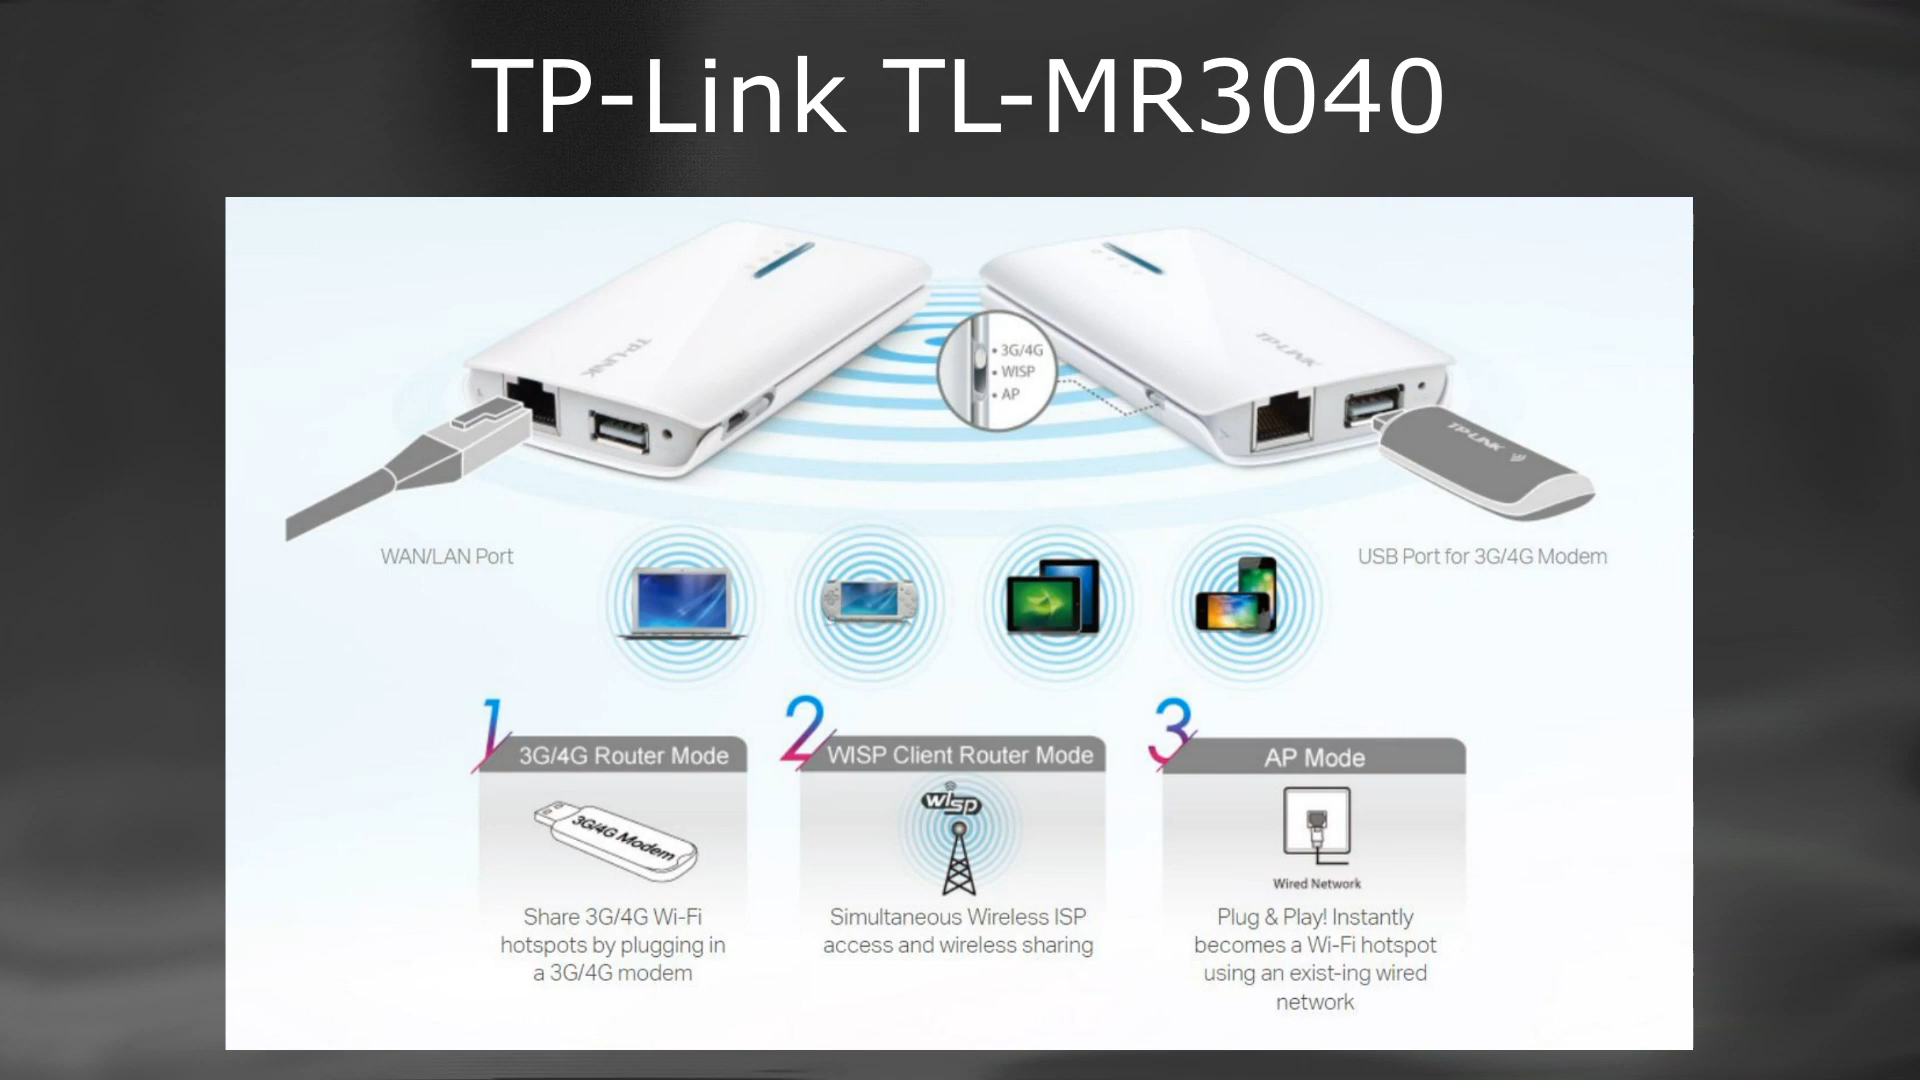 TP-Link TL-MR3040
TP-LINK
TP-LINK
• 3G/4G
• WISP
• AP
TP-LINK
WAN/LAN Port
USB Port for 3G/4G Modem
1
3G/4G Router Mode
3G/4G Modem
Share 3G/4G Wi-Fi
hotspots by plugging in
a 3G/4G modem
2
WISP Client Router Mode
wisp
Simultaneous Wireless ISP
access and wireless sharing
3
AP Mode
Wired Network
Plug & Play! Instantly
becomes a Wi-Fi hotspot
using an exist-ing wired
network